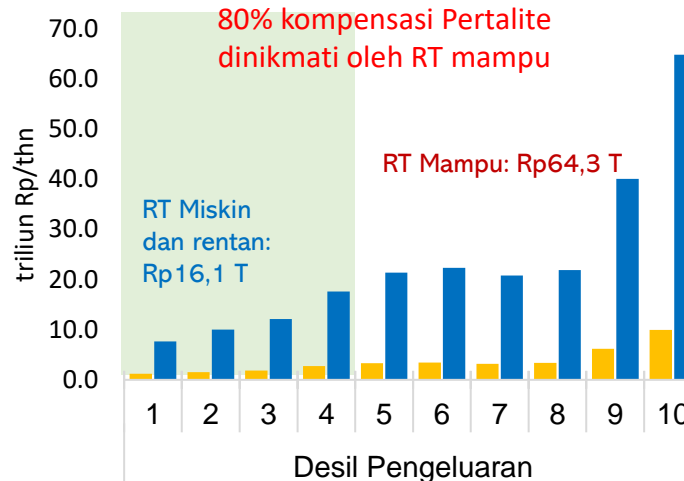 80% kompensasi Pertalite
dinikmati oleh RT mampu
triliun Rp/thn
70.0
60.0
50.0
40.0
30.0
20.0
10.0
0.0
RT Mampu: Rp64,3 T
RT Miskin
dan rentan:
Rp16,1 T
1 2 3 4 5 6 7 8 9 10
Desil Pengeluaran